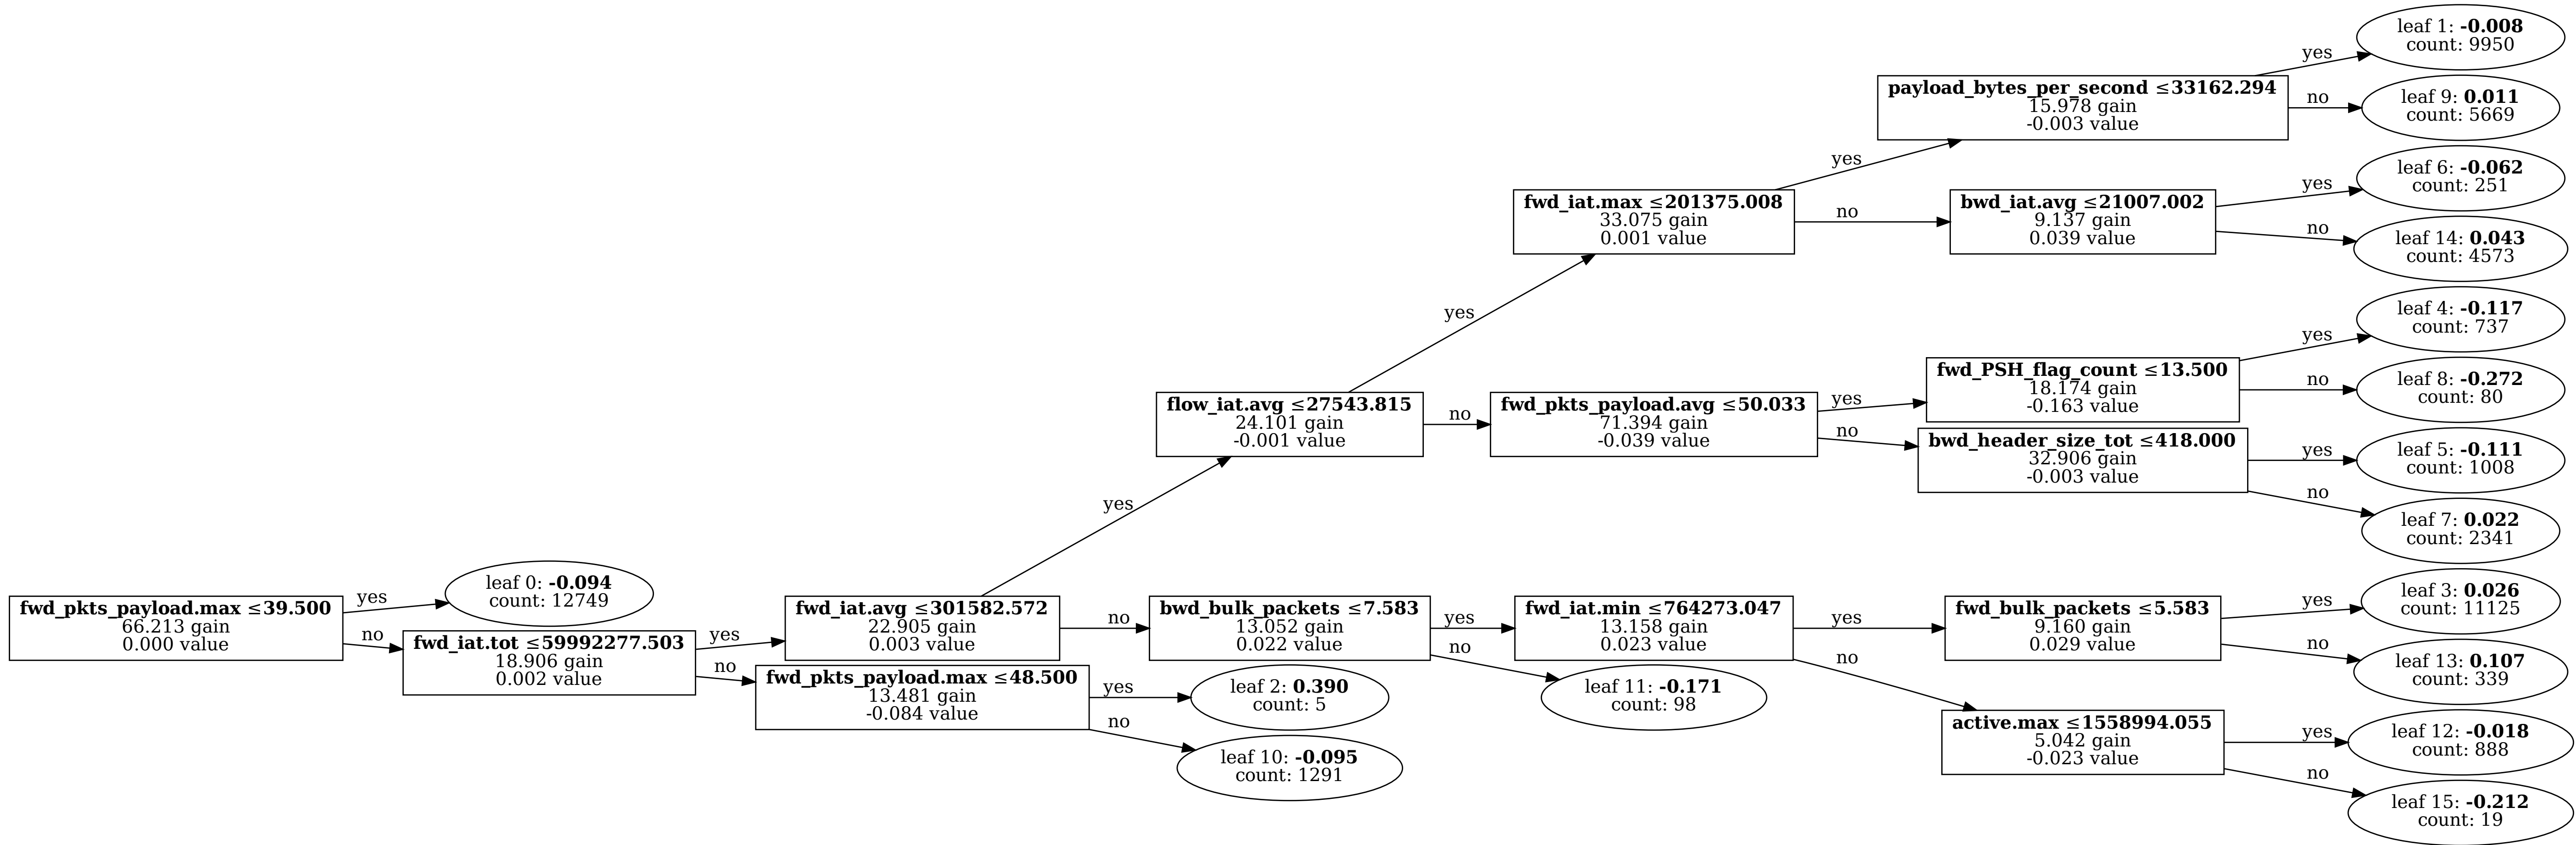 fwd_pkts_payload.max ≤39.500
66.213 gain
0.000 value
yes
no
leaf 0: -0.094
count: 12749
fwd_iat.tot ≤59992277.503
18.906 gain
0.002 value
yes
no
fwd_iat.avg ≤301582.572
22.905 gain
0.003 value
yes
no
fwd_pkts_payload.max ≤48.500
13.481 gain
-0.084 value
yes
no
leaf 2: 0.390
count: 5
leaf 10: -0.095
count: 1291
flow_iat.avg ≤27543.815
24.101 gain
-0.001 value
yes
no
bwd_bulk_packets ≤7.583
13.052 gain
0.022 value
yes
no
leaf 11: -0.171
count: 98
fwd_iat.max ≤201375.008
33.075 gain
0.001 value
yes
no
payload_bytes_per_second ≤33162.294
15.978 gain
-0.003 value
yes
no
leaf 1: -0.008
count: 9950
leaf 9: 0.011
count: 5669
bwd_iat.avg ≤21007.002
9.137 gain
0.039 value
yes
no
leaf 6: -0.062
count: 251
leaf 14: 0.043
count: 4573
fwd_pkts_payload.avg ≤50.033
71.394 gain
-0.039 value
yes
no
fwd_PSH_flag_count ≤13.500
18.174 gain
-0.163 value
yes
no
leaf 4: -0.117
count: 737
leaf 8: -0.272
count: 80
bwd_header_size_tot ≤418.000
32.906 gain
-0.003 value
yes
no
leaf 5: -0.111
count: 1008
leaf 7: 0.022
count: 2341
fwd_iat.min ≤764273.047
13.158 gain
0.023 value
yes
no
fwd_bulk_packets ≤5.583
9.160 gain
0.029 value
yes
no
leaf 3: 0.026
count: 11125
leaf 13: 0.107
count: 339
active.max ≤1558994.055
5.042 gain
-0.023 value
yes
no
leaf 12: -0.018
count: 888
leaf 15: -0.212
count: 19